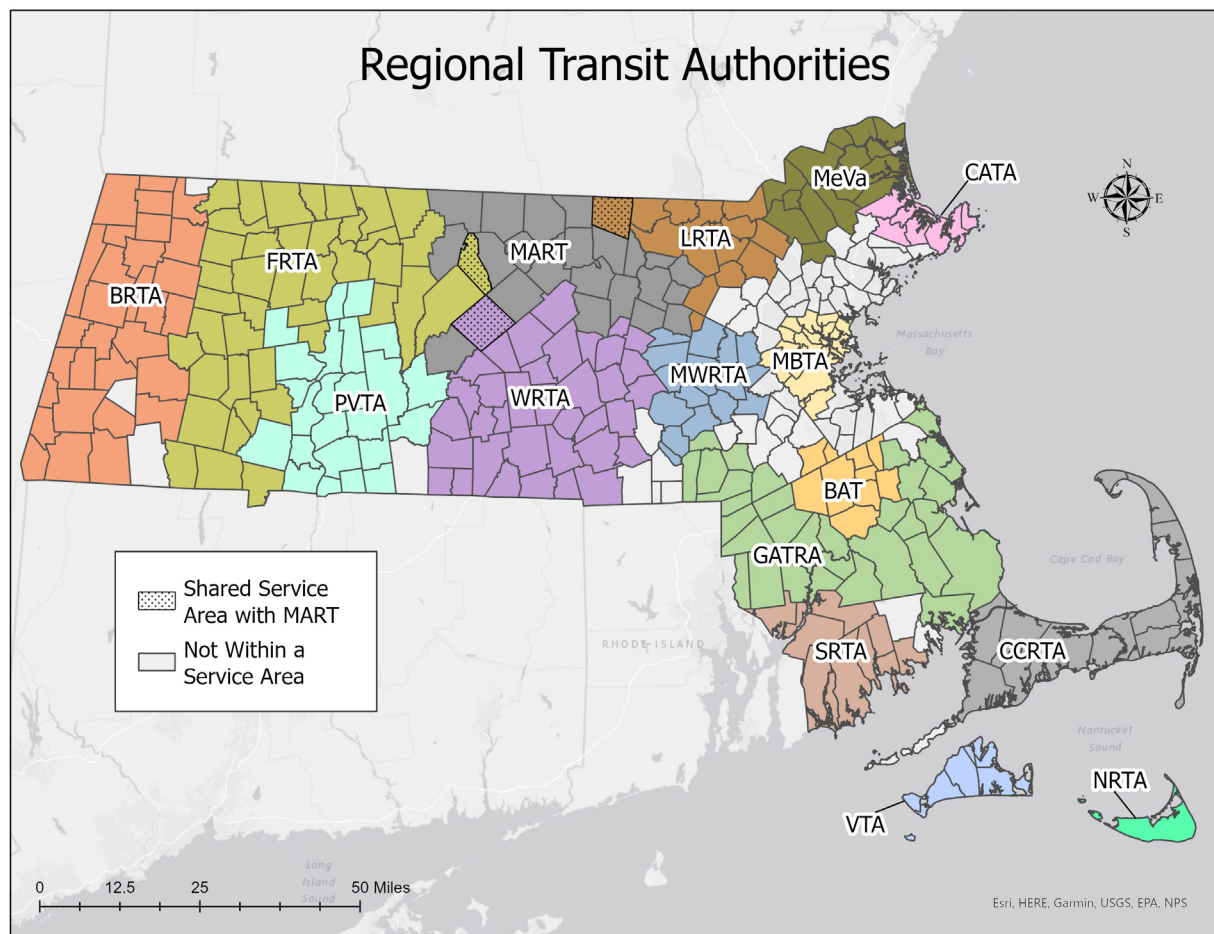 Regional Transit Authorities
MeVa
CATA
N
W E
S
LRTA
MART
FRTA
BRTA
Massachusetts
Bay
MBTA
MWRTA
WRTA
PVTA
BAT
GATRA
Cape Cod Bay
Shared Service
Area with MART
Not Within a
Service Area
RHODE ISLAND
SRTA
CCRTA
Nantucket
Sound
NRTA
VTA
Long
Island
Sound
0 12.5 25 50 Miles
Esri, HERE, Garmin, USGS, EPA, NPS